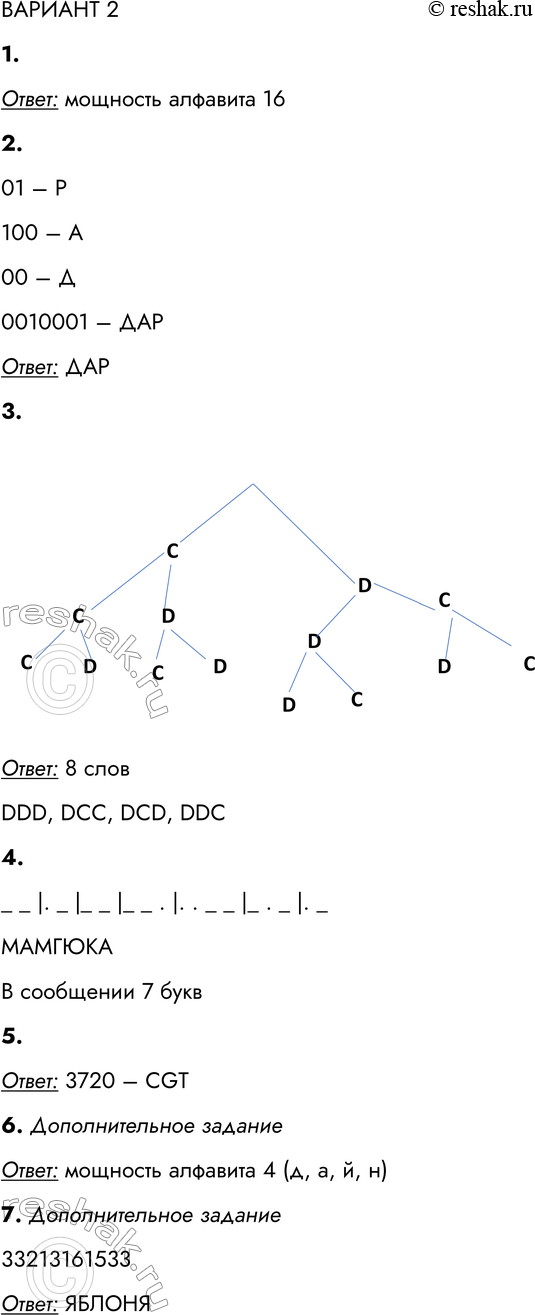 ВАРИАНТ 2 © reshak.ru
1.
Ответ: мощность алфавита 16
2.
01 – Р
100 – А
00 – Д
0010001 – ДАР
Ответ: ДАР
3.
C
D
C
C
D
D
C
D
C
D
D
C
D
C
reshak.ru
©
Ответ: 8 слов
DDD, DCC, DCD, DDC
4.
_ _ |. _ |_ _ |_ _ . |. . _ _ |_ . _ |. _
МАМГЮКА
В сообщении 7 букв
5.
Ответ: 3720 – CGT
6. Дополнительное задание
Ответ: мощность алфавита 4 (д, а, й, н)
7. Дополнительное задание
33213161533
Ответ: ЯБЛОНЯ
reshak.ru
©